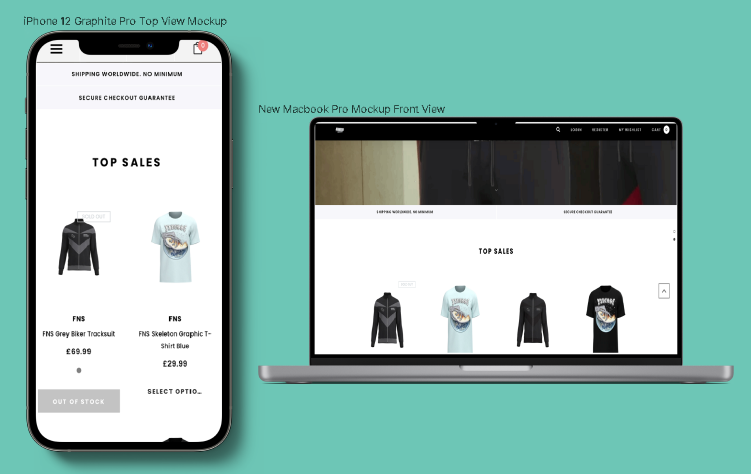 iPhone 12 Graphite Pro Top View Mockup
0
SHIPPING WORLDWIDE. NO MINIMUM
SECURE CHECKOUT GUARANTEE
TOP SALES
SOLD OUT
FNS
FNS Grey Biker Tracksuit
£69.99
OUT OF STOCK
FNS
FNS Skeleton Graphic T-
Shirt Blue
£29.99
SELECT OPTIO...
New Macbook Pro Mockup Front View
LOGIN
REGISTER
MY WISHLIST
CART
SHIPPING WORLDWIDE. NO MINIMUM
SECURE CHECKOUT GUARANTEE
TOP SALES